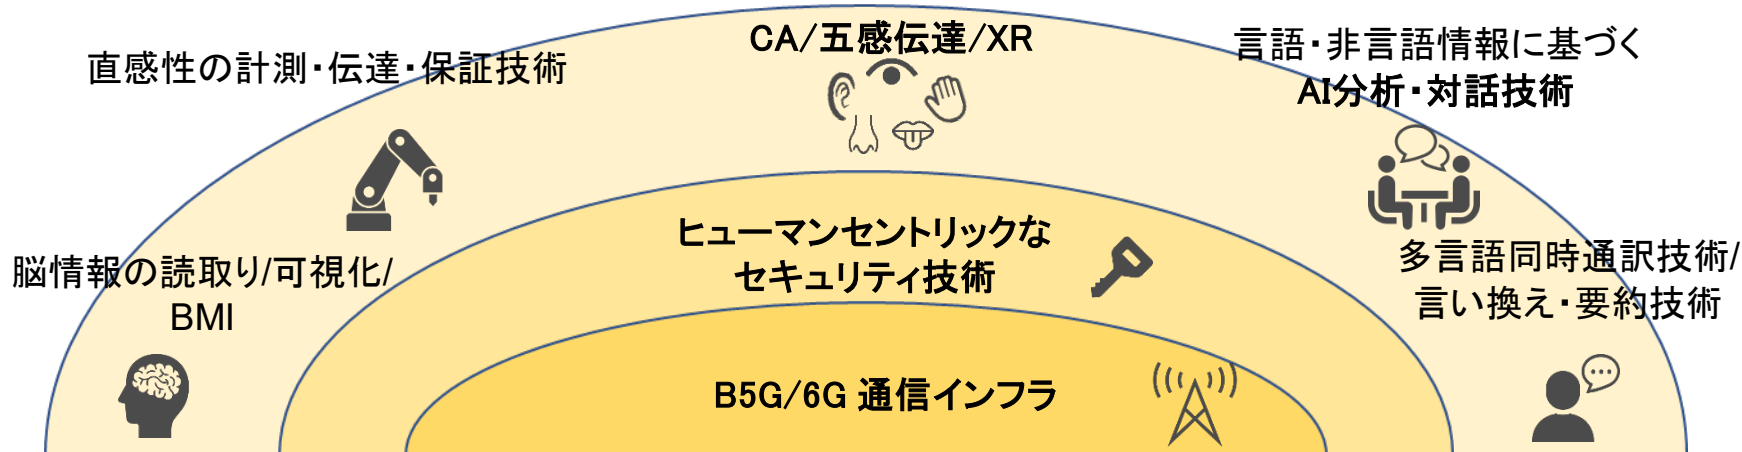 CA/五感伝達/XR
直感性の計測・伝達・保証技術
言語・非言語情報に基づく
AI分析・対話技術
脳情報の読取り/可視化/
BMI
多言語同時通訳技術/
言い換え・要約技術
ヒューマンセントリックな
セキュリティ技術
B5G/6G 通信インフラ